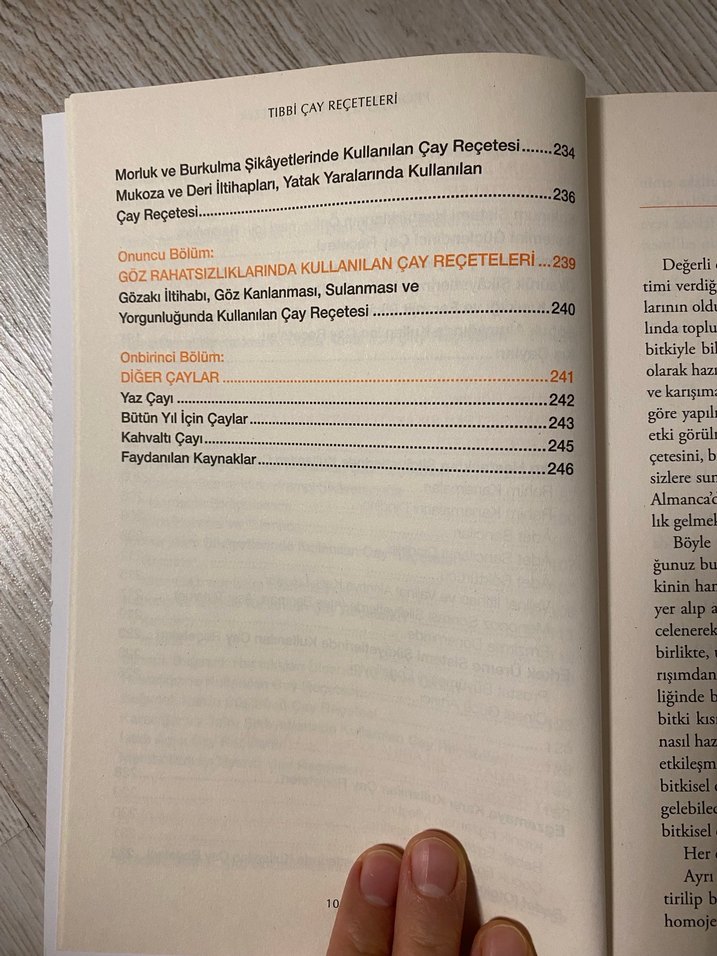 TIBBİ ÇAY REÇETELERİ
Morluk ve Burkulma Şikâyetlerinde Kullanılan Çay Reçetesi.......234
Mukoza ve Deri İltihapları, Yatak Yaralarında Kullanılan
Çay Reçetesi....................................................................................236
Onuncu Bölüm:
GÖZ RAHATSIZLIKLARINDA KULLANILAN ÇAY REÇETELERİ ...239
Gözakı İltihabı, Göz Kanlanması, Sulanması ve
Yorgunluğunda Kullanılan Çay Reçetesi ........................................240
Onbirinci Bölüm:
DİĞER ÇAYLAR ..............................................................................241
Yaz Çayı ...........................................................................................242
Bütün Yıl İçin Çaylar.........................................................................243
Kahvaltı Çayı.....................................................................................245
Faydanılan Kaynaklar.......................................................................246
10
Değerli
timi verdiğ
larının oldu
lında toplu
bitkiyle bil
olarak hazı
ve karışıma
göre yapılı
etki görülm
çetesini, b
sizlere sun
Almanca'd
lık gelmek
Böyle
ğunuz bu
kinin han
yer alıp a
celenerek
birlikte,
rışımdan
liğinde b
bitki kısı
nasıl haz
etkileşm
bitkisel
gelebilec
bitkisel
Her
Ayrı
tirilip b
homoje